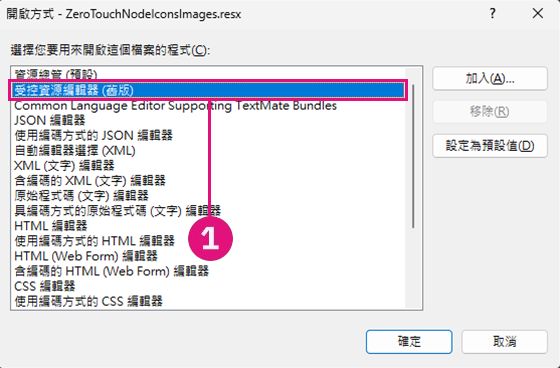 開啟方式 - ZeroTouchNodeIconsImages.resx
選擇您要用來開啟這個檔案的程式(C):
資源總管 (預設)
受控資源編輯器 (舊版)
Common Language Editor Supporting TextMate Bundles
JSON 編輯器
使用編碼方式的 JSON 編輯器
自動編輯器選擇 (XML)
XML (文字) 編輯器
含編碼的 XML (文字) 編輯器
原始程式碼 (文字) 編輯器
具編碼方式的原始程式碼 (文字) 編輯器
HTML 編輯器
使用編碼方式的 HTML 編輯器
HTML (Web Form) 編輯器
含編碼的 HTML (Web Form) 編輯器
CSS 編輯器
使用編碼方式的 CSS 編輯器
1
加入(A)...
移除(R)
設定為預設值(D)
確定
取消